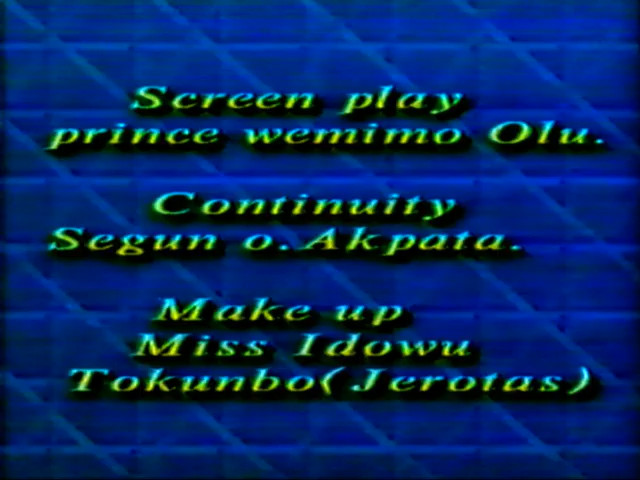 Screen play
prince wemimo Olu.
Continuity
Segun o. Akpata.
Make up
Miss Idowu
Tokunbo(Jerotas)